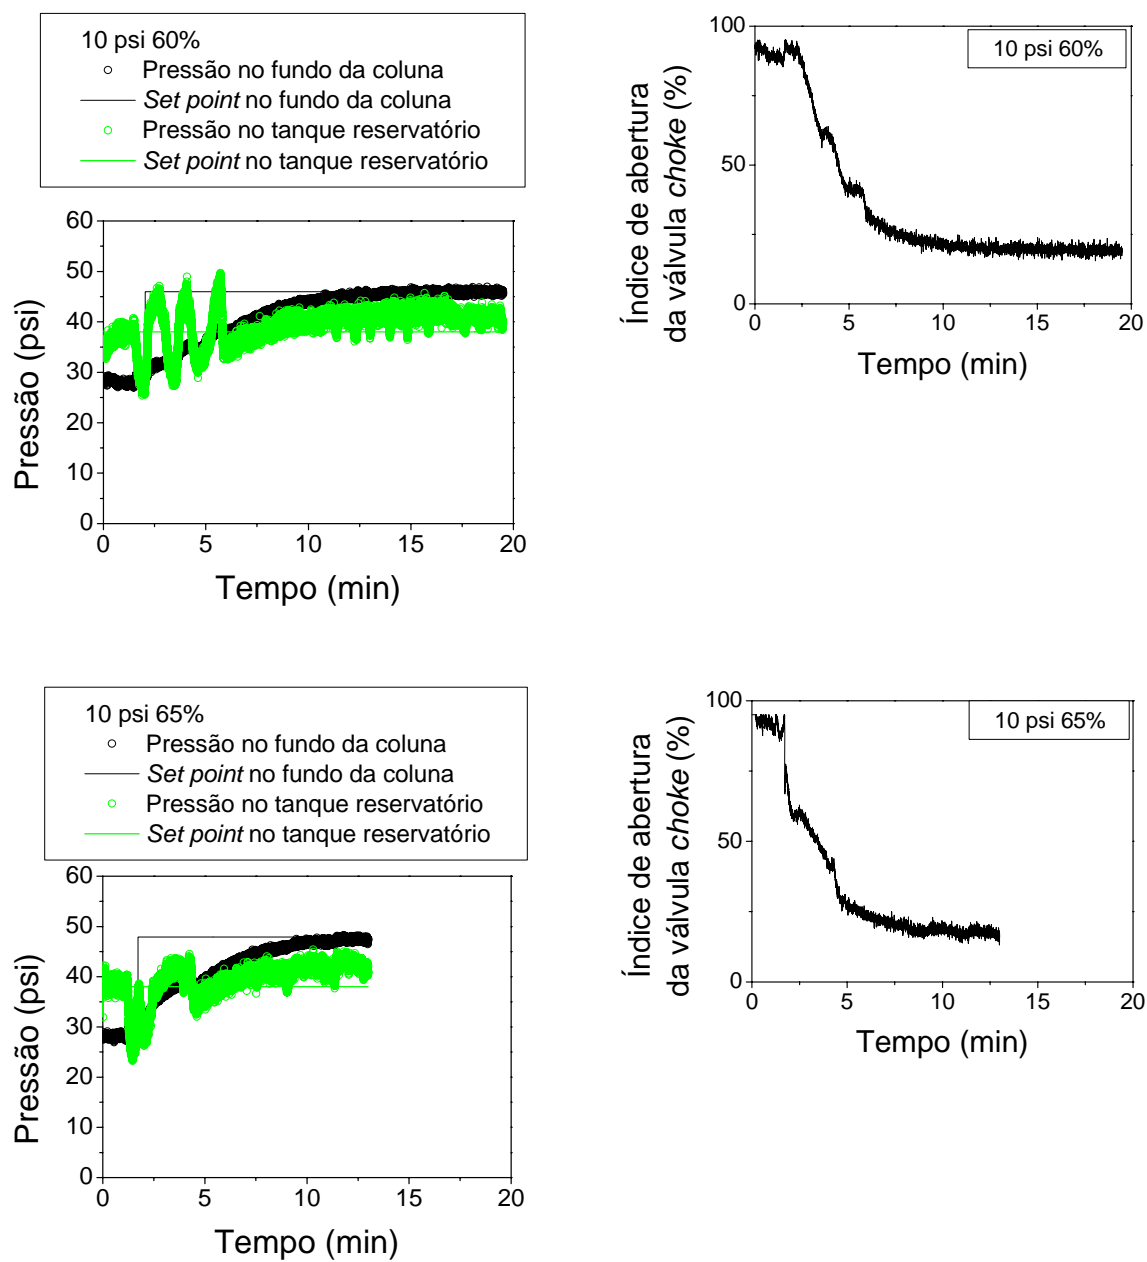 10 psi 60%
Pressão no fundo da coluna
Set point no fundo da coluna
Pressão no tanque reservatório
Set point no tanque reservatório
60
50
40
30
20
10
0
0 5 10 15 20
Pressão (psi)
Tempo (min)
10 psi 60%
100
50
0
0 5 10 15 20
Índice de abertura
da válvula choke (%)
Tempo (min)
10 psi 65%
Pressão no fundo da coluna
Set point no fundo da coluna
Pressão no tanque reservatório
Set point no tanque reservatório
60
50
40
30
20
10
0
0 5 10 15 20
Pressão (psi)
Tempo (min)
10 psi 65%
100
50
0
0 5 10 15 20
Índice de abertura
da válvula choke (%)
Tempo (min)